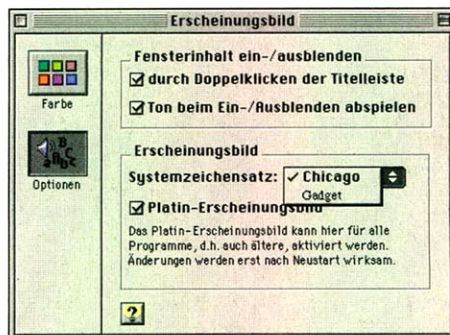 Erscheinungsbild
Farbe
Optionen
Fensterinhalt ein-/ausblenden
durch Doppelklicken der Titelleiste
Ton beim Ein-/Ausblenden abspielen
Erscheinungsbild
Systemzeichensatz: ✓ Chicago
Gadget
Platin-Erscheinungsbild
Das Platin-Erscheinungsbild kann hier für alle
Programme, d.h. auch ältere, aktiviert werden.
Änderungen werden erst nach Neustart wirksam.
?